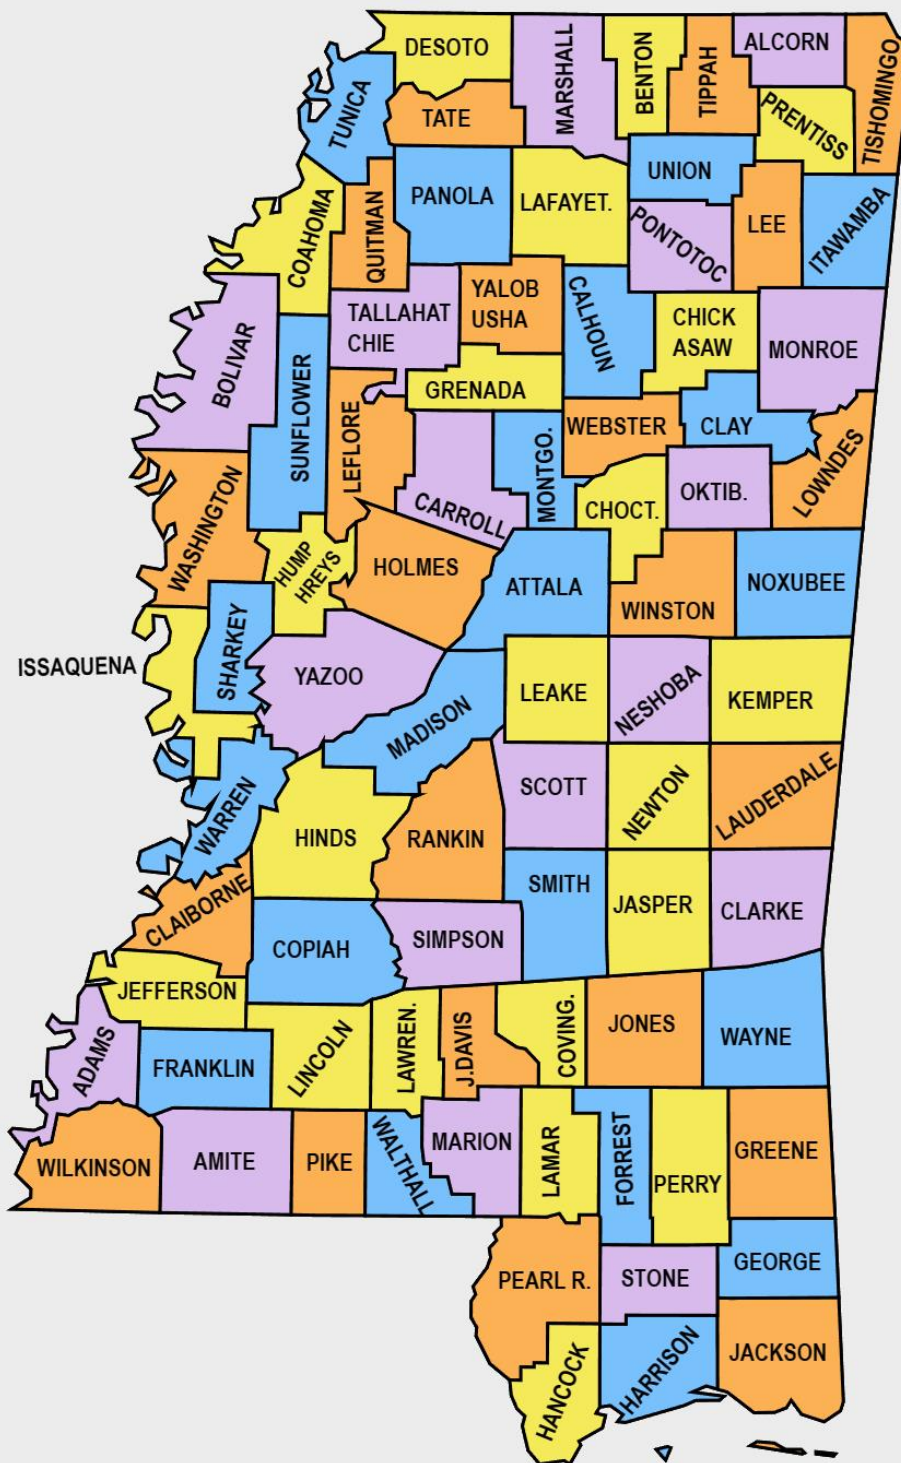 DESOTO
MARSHALL
BENTON
TIPPAH
ALCORN
TISHOMINGO
TUNICA
TATE
PRENTISS
PANOLA
LAFAYET.
UNION
COAHOMA
QUITMAN
PONTOTOC
LEE
ITAWAMBA
BOLIVAR
SUNFLOWER
TALLAHAT
CHIE
YALOB
USHA
CALHOUN
CHICK
ASAW
MONROE
LEFLORE
GRENADA
WEBSTER
CLAY
LOWNDES
WASHINGTON
CARROLL
MONTGO.
CHOCT.
OKTIB.
HUMP
HREYS
HOLMES
ATTALA
WINSTON
NOXUBEE
ISSAQUENA
SHARKEY
YAZOO
MADISON
LEAKE
NESHOBA
KEMPER
WARREN
HINDS
RANKIN
SCOTT
NEWTON
LAUDERDALE
CLAIBORNE
COPIAH
SIMPSON
SMITH
JASPER
CLARKE
JEFFERSON
ADAMS
FRANKLIN
LINCOLN
LAWREN.
J.DAVIS
COVING.
JONES
WAYNE
WILKINSON
AMITE
PIKE
WALTHALL
MARION
LAMAR
FORREST
PERRY
GREENE
PEARL R.
STONE
GEORGE
HANCOCK
HARRISON
JACKSON